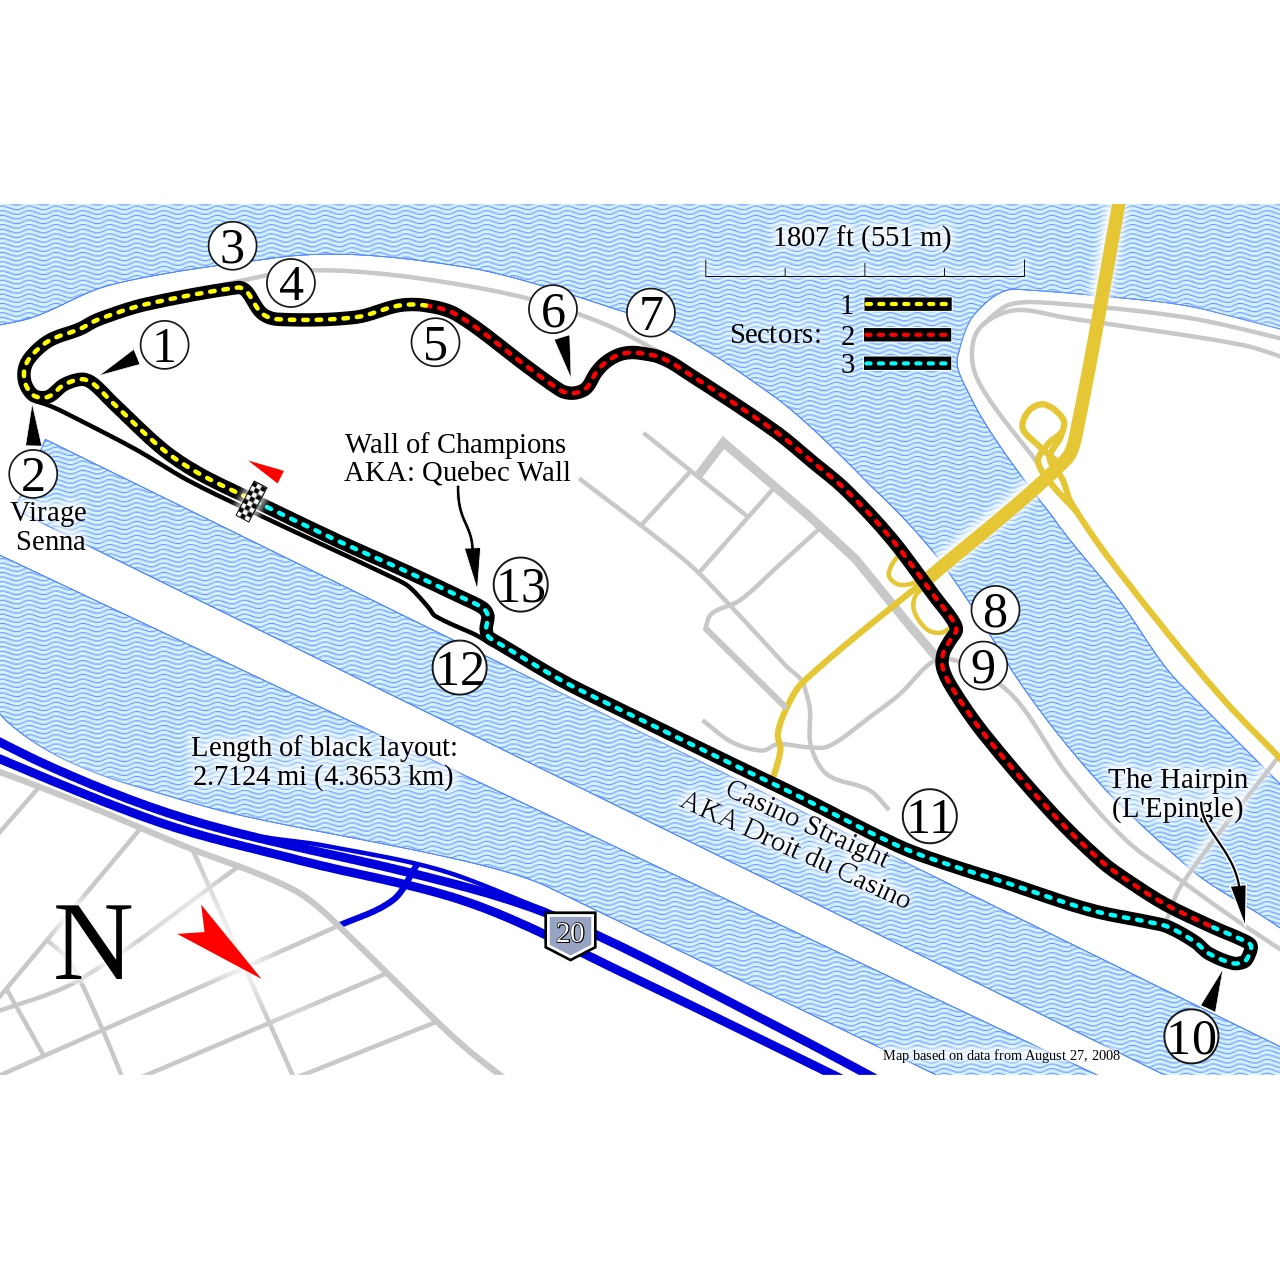 1807 ft (551 m)
3
4
6
7
1
Sectors:
2
3
1
5
Wall of Champions
AKA: Quebec Wall
2
Virage
Senna
13
8
12
9
Length of black layout:
2.7124 mi (4.3653 km)
The Hairpin
(L'Epingle)
Casino Straight
AKA Droit du Casino
11
N
20
10
Map based on data from August 27, 2008